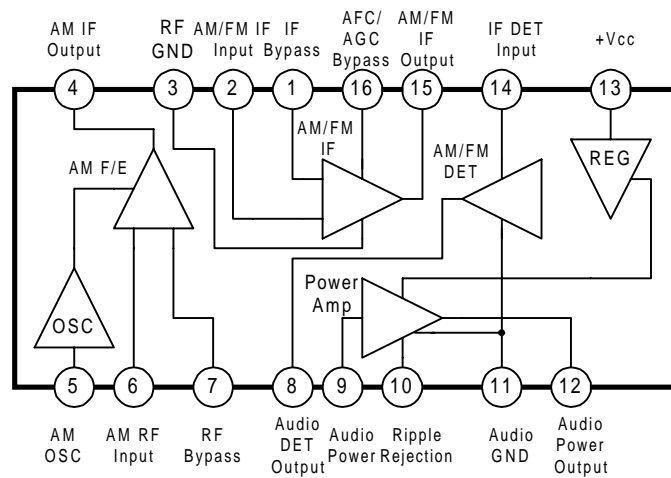 AM IF
Output
RF
GND
AM/FM IF
Input
IF
Bypass
AFC/
AGC
Bypass
AM/FM
IF
Output
IF DET
Input
+Vcc
4
3
2
1
16
15
14
13
AM F/E
AM/FM
IF
AM/FM
DET
REG
OSC
Power
Amp
5
6
7
8
9
10
11
12
AM
OSC
AM RF
Input
RF
Bypass
Audio
DET
Output
Audio
Power
Ripple
Rejection
Audio
GND
Audio
Power
Output